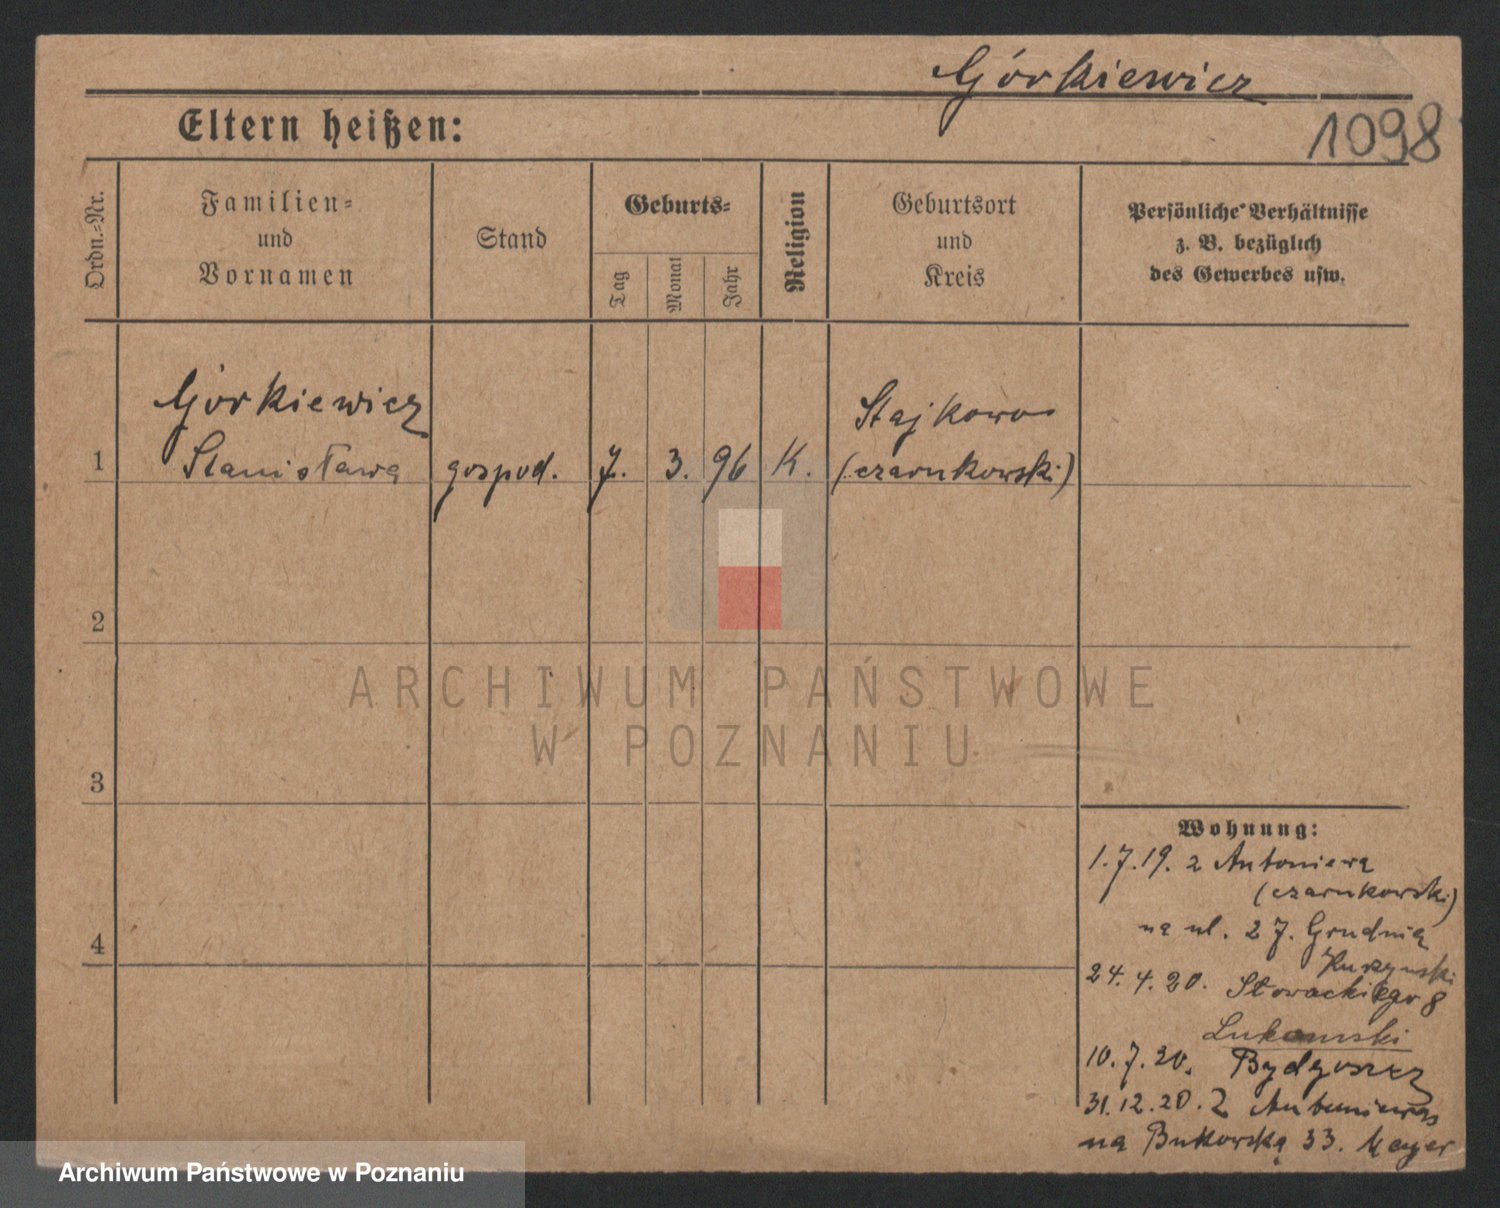 Górkiewicz
Eltern heißen:
1098
Ordn.-Nr.
Familien-
und
Vornamen
Stand
Geburts-
Tag
Monat
Jahr
Religion
Geburtsort
und
Kreis
Persönliche Verhältnisse
z. B. bezüglich
des Gewerbes usw.
1
Górkiewicz
Stanisława
gospod.
7.
3.
96
K.
Stajkowo
(czarnkowski)
2
3
4
Wohnung:
1.7.19. z Antoniewa
(czarnkowski)
na ul. 27. Grudnia
24.4.20. Słowackiego 8
10.7.20. Bydgoszcz
31.12.20. Z Antoniewa
na Bukowską 33. Meyer
ARCHIWUM PAŃSTWOWE
W POZNANIU
Archiwum Państwowe w Poznaniu